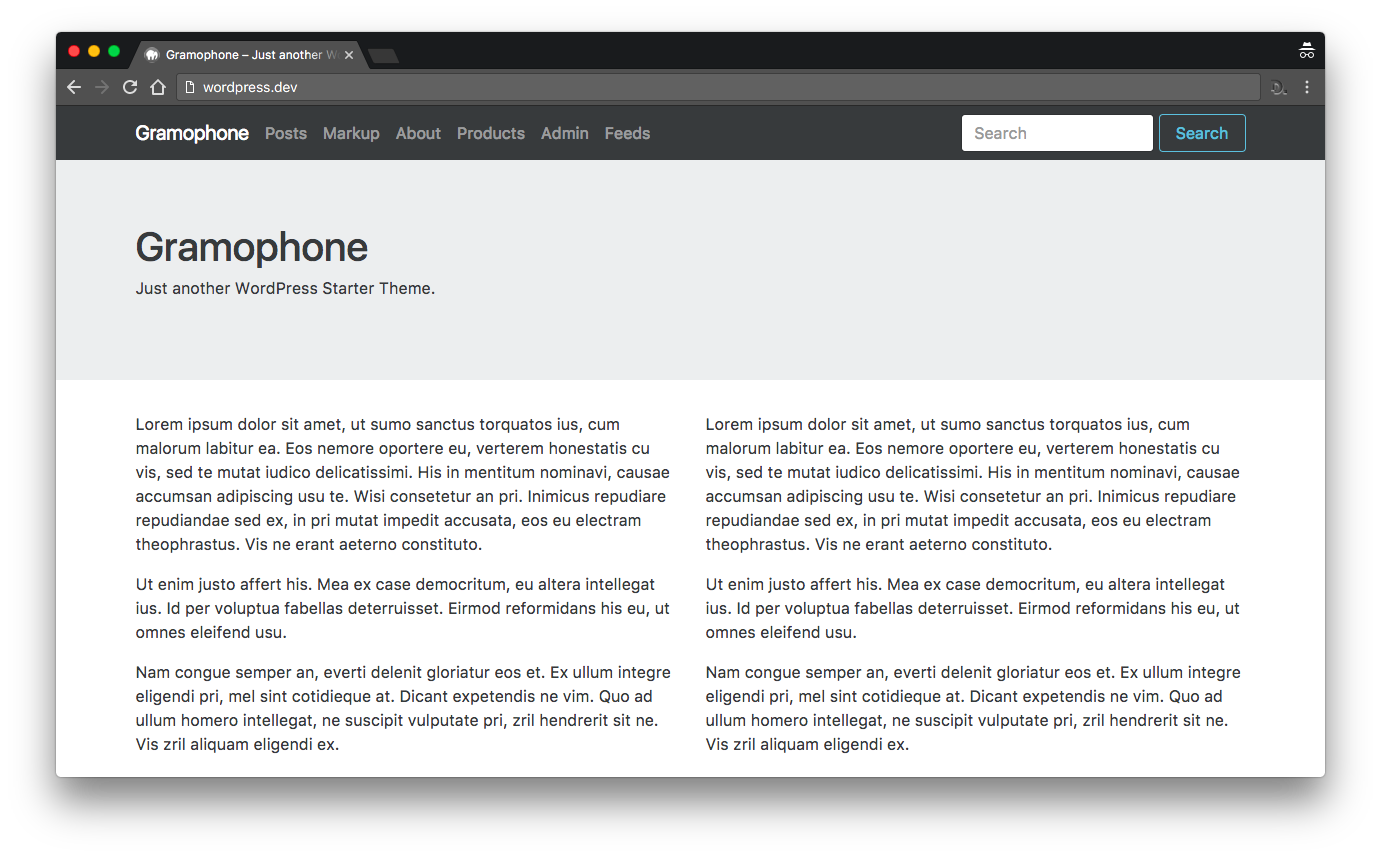 Gramophone – Just another W
wordpress.dev
Gramophone Posts Markup About Products Admin Feeds Search Search
Gramophone
Just another WordPress Starter Theme.
Lorem ipsum dolor sit amet, ut sumo sanctus torquatos ius, cum
malorum labitur ea. Eos nemore oportere eu, verterem honestatis cu
vis, sed te mutat iudico delicatissimi. His in mentitum nominavi, causae
accumsan adipiscing usu te. Wisi consetetur an pri. Inimicus repudiare
repudiandae sed ex, in pri mutat impedit accusata, eos eu electram
theophrastus. Vis ne erant aeterno constituto.
Ut enim justo affert his. Mea ex case democritum, eu altera intellegat
ius. Id per voluptua fabellas deterruisset. Eirmod reformidans his eu, ut
omnes eleifend usu.
Nam congue semper an, everti delenit gloriatur eos et. Ex ullum integre
eligendi pri, mel sint cotidieque at. Dicant expetendis ne vim. Quo ad
ullum homero intellegat, ne suscipit vulputate pri, zril hendrerit sit ne.
Vis zril aliquam eligendi ex.
Lorem ipsum dolor sit amet, ut sumo sanctus torquatos ius, cum
malorum labitur ea. Eos nemore oportere eu, verterem honestatis cu
vis, sed te mutat iudico delicatissimi. His in mentitum nominavi, causae
accumsan adipiscing usu te. Wisi consetetur an pri. Inimicus repudiare
repudiandae sed ex, in pri mutat impedit accusata, eos eu electram
theophrastus. Vis ne erant aeterno constituto.
Ut enim justo affert his. Mea ex case democritum, eu altera intellegat
ius. Id per voluptua fabellas deterruisset. Eirmod reformidans his eu, ut
omnes eleifend usu.
Nam congue semper an, everti delenit gloriatur eos et. Ex ullum integre
eligendi pri, mel sint cotidieque at. Dicant expetendis ne vim. Quo ad
ullum homero intellegat, ne suscipit vulputate pri, zril hendrerit sit ne.
Vis zril aliquam eligendi ex.